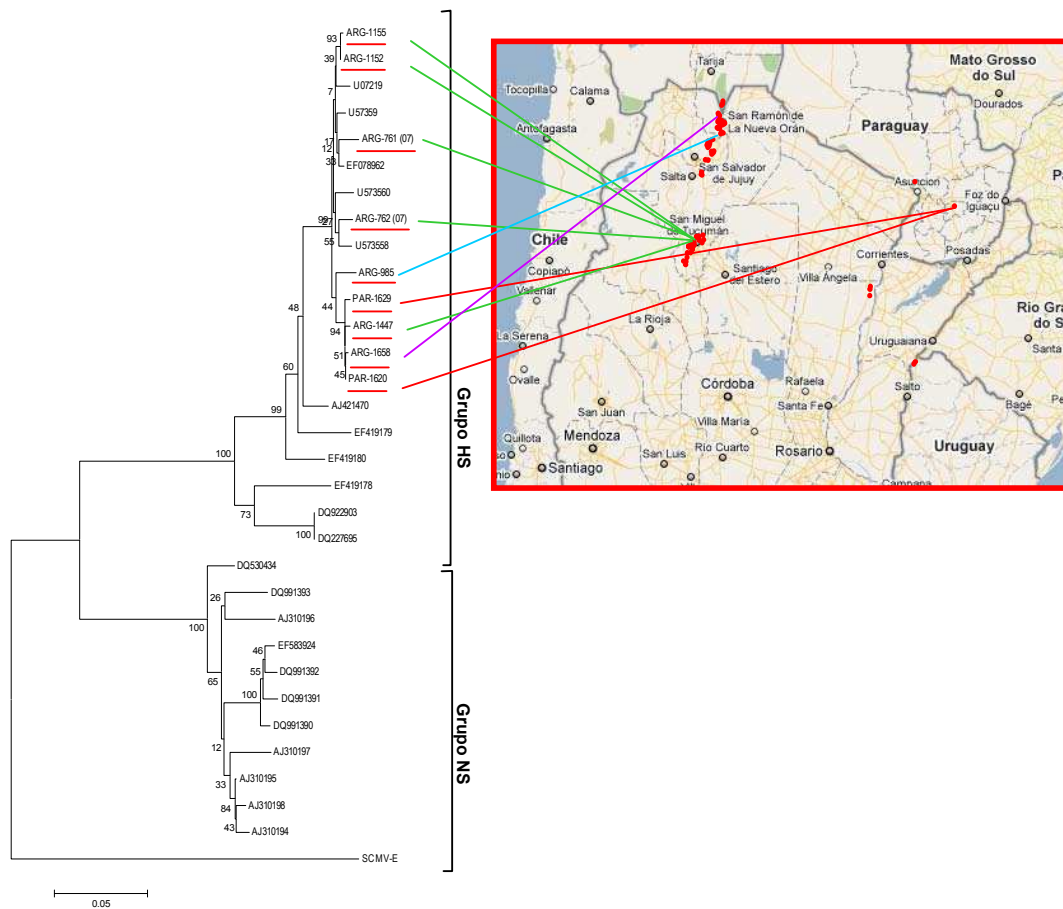 ARG-1155
93
39
ARG-1152
7
U07219
U57359
17
12
ARG-761 (07)
33
EF078962
U573560
99
27
ARG-762 (07)
55
U573558
ARG-985
44
PAR-1629
48
94
ARG-1447
51
ARG-1658
60
45
PAR-1620
99
AJ421470
EF419179
100
EF419180
EF419178
73
DQ922903
100
DQ227695
Grupo HS
DQ530434
26
DQ991393
100
AJ310196
46
EF583924
65
55
DQ991392
100
DQ991391
DQ991390
12
AJ310197
33
AJ310195
84
AJ310198
43
AJ310194
Grupo NS
SCMV-E
0.05
Tarija
Mato Grosso
do Sul
Tocopilla
Calama
Dourados
San Ramón de
La Nueva Orán
Paraguay
Antofagasta
San Salvador
de Jujuy
Salta
Asuncion
Foz do
Iguaçu
San Miguel
de Tucumán
Chile
Copiapó
Santiago
del Estero
Villa Ángela
Corrientes
Posadas
Vallenar
La Rioja
Rio Gra
do S
La Serena
Uruguaiana
Santa
Ovalle
Córdoba
Rafaela
Salto
Bagé
Pe
San Juan
Santa Fe
Villa María
Quillota
Mendoza
San Luis
Río Cuarto
Rosario
Uruguay
Santiago
nio
Campana